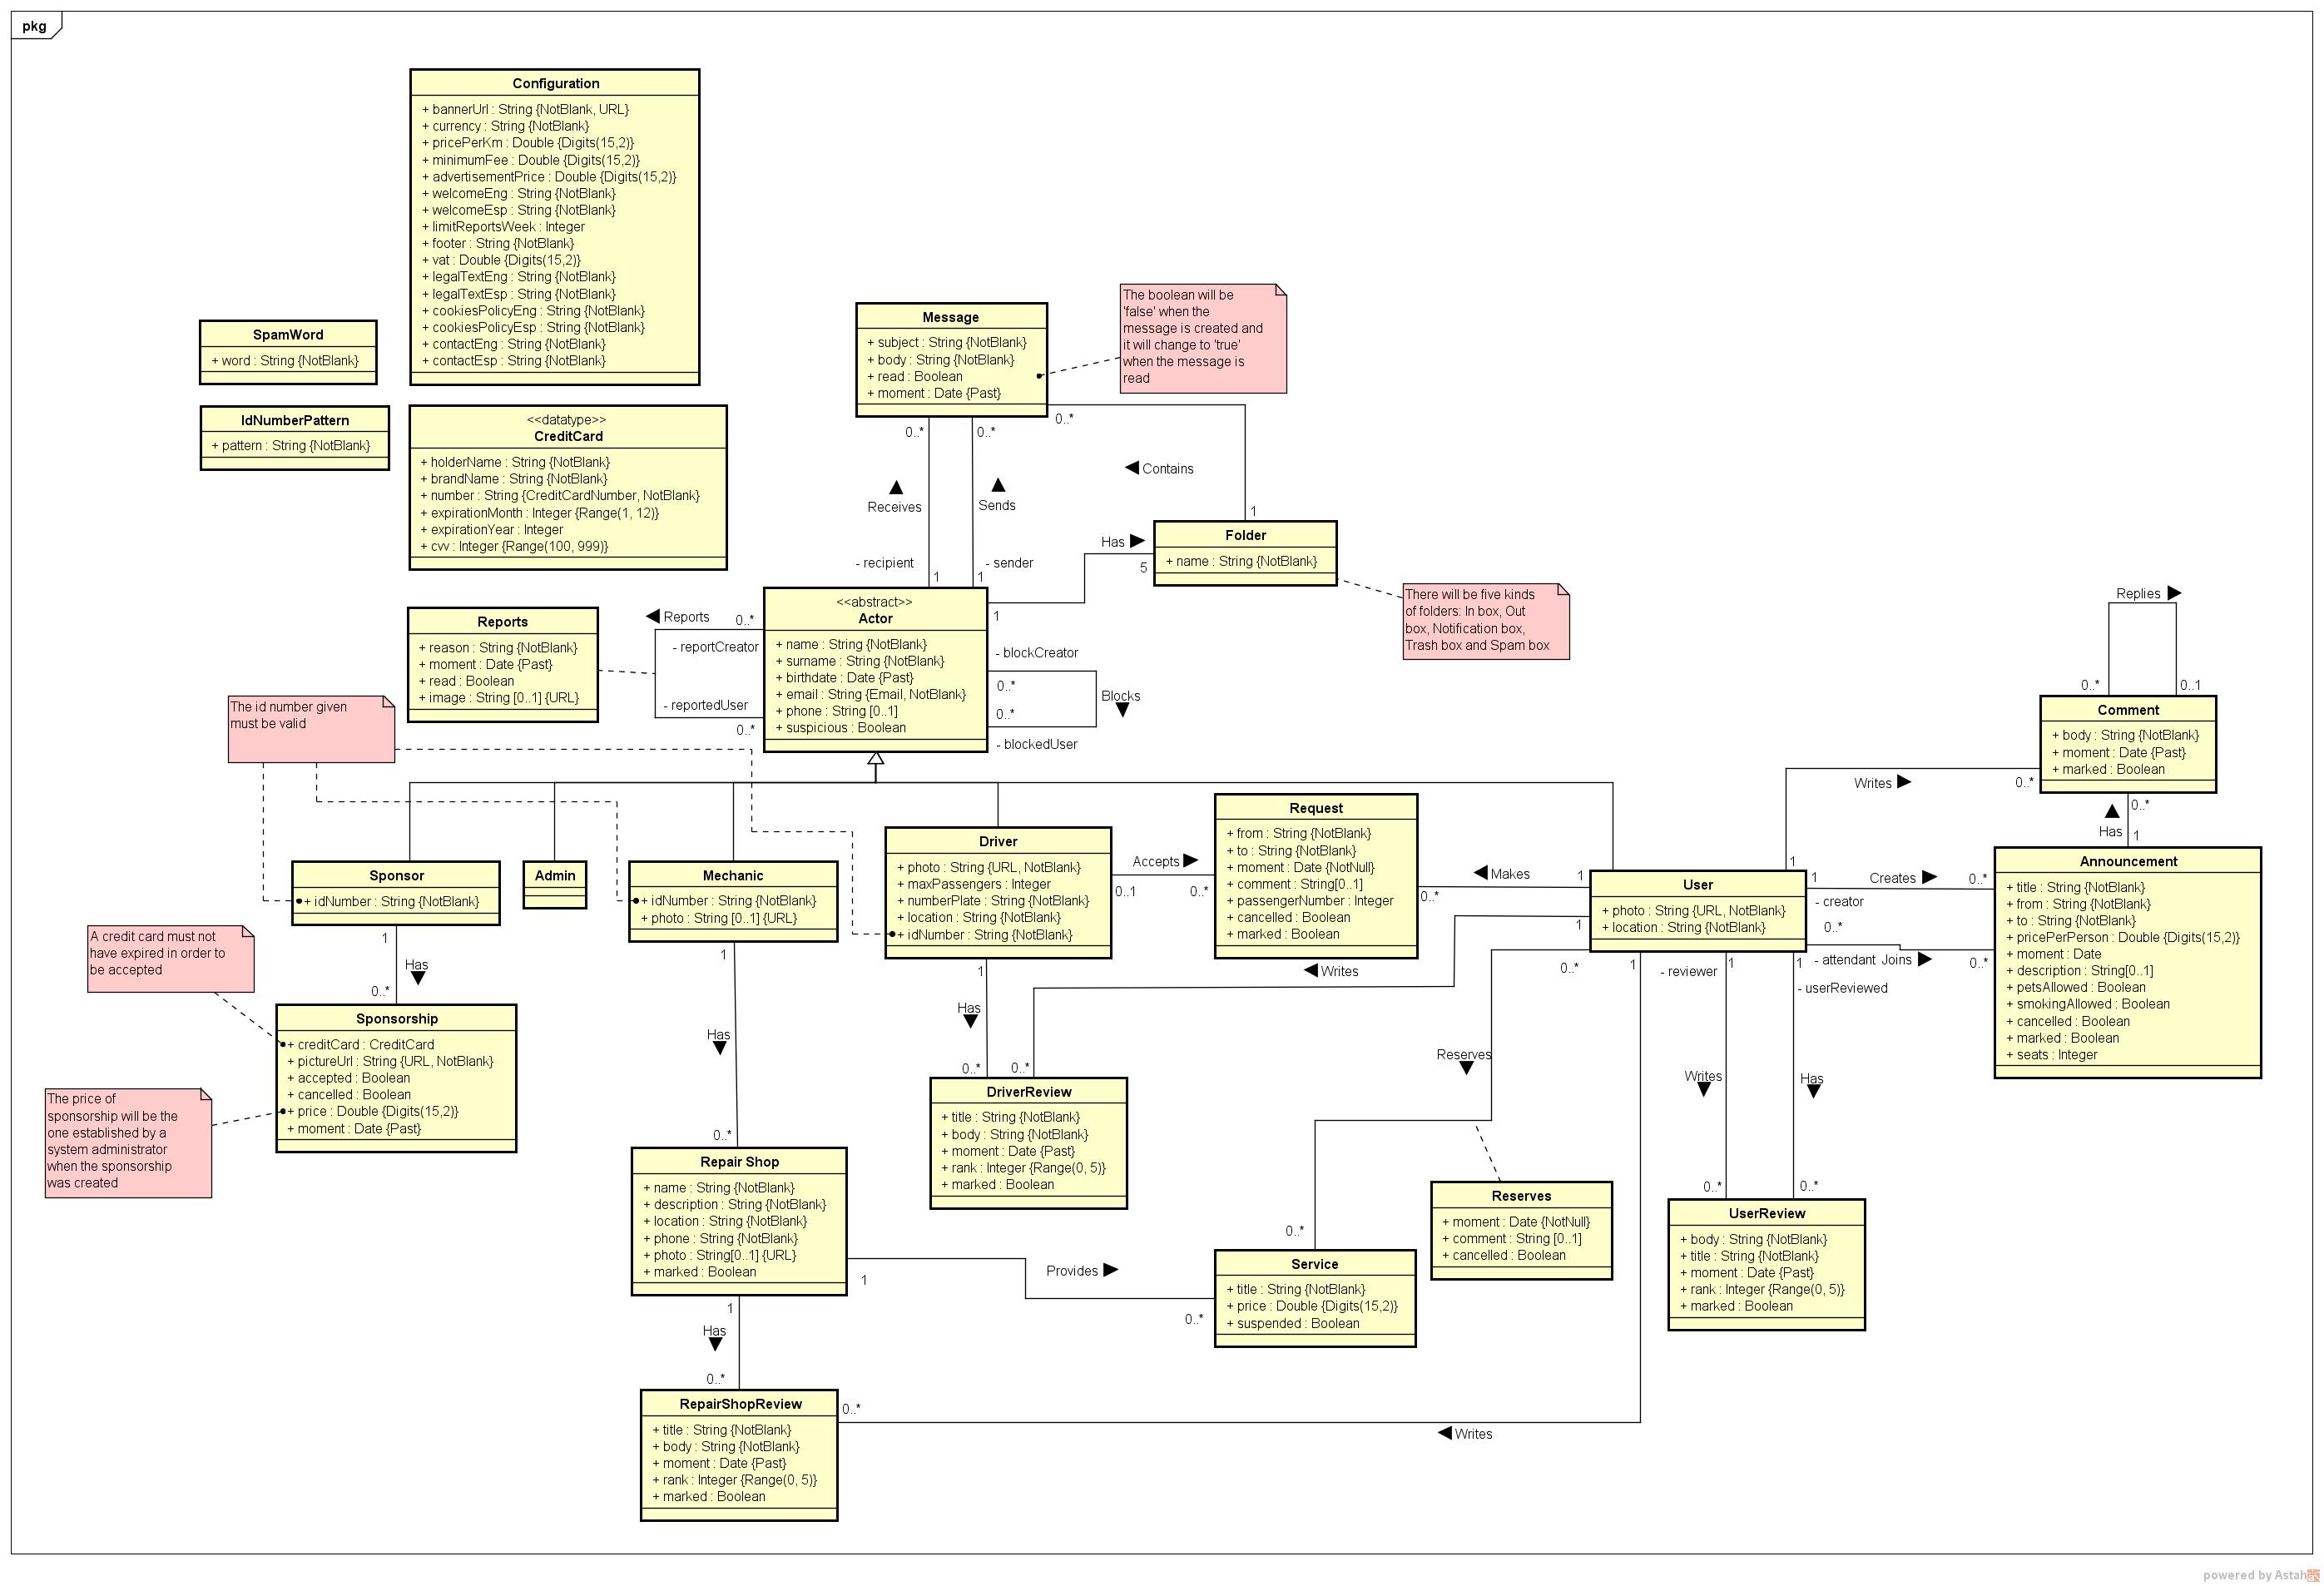 pkg
Configuration
+ bannerUrl : String {NotBlank, URL}
+ currency : String {NotBlank}
+ pricePerKm : Double {Digits(15,2)}
+ minimumFee : Double {Digits(15,2)}
+ advertisementPrice : Double {Digits(15,2)}
+ welcomeEng : String {NotBlank}
+ welcomeEsp : String {NotBlank}
+ limitReportsWeek : Integer
+ footer : String {NotBlank}
+ vat : Double {Digits(15,2)}
+ legalTextEng : String {NotBlank}
+ legalTextEsp : String {NotBlank}
+ cookiesPolicyEng : String {NotBlank}
+ cookiesPolicyEsp : String {NotBlank}
+ contactEng : String {NotBlank}
+ contactEsp : String {NotBlank}
SpamWord
+ word : String {NotBlank}
IdNumberPattern
+ pattern : String {NotBlank}
<<datatype>>
CreditCard
+ holderName : String {NotBlank}
+ brandName : String {NotBlank}
+ number : String {CreditCardNumber, NotBlank}
+ expirationMonth : Integer {Range(1, 12)}
+ expirationYear : Integer
+ cvv : Integer {Range(100, 999)}
Message
+ subject : String {NotBlank}
+ body : String {NotBlank}
+ read : Boolean
+ moment : Date {Past}
The boolean will be
'false' when the
message is created and
it will change to 'true'
when the message is
read
0..*
0..*
0..*
Contains
Receives
Sends
1
- recipient
- sender
1
1
Has
5
Folder
+ name : String {NotBlank}
There will be five kinds
of folders: In box, Out
box, Notification box,
Trash box and Spam box
Reports
+ reason : String {NotBlank}
+ moment : Date {Past}
+ read : Boolean
+ image : String [0..1] {URL}
Reports
0..*
- reportCreator
- reportedUser
0..*
<<abstract>>
Actor
+ name : String {NotBlank}
+ surname : String {NotBlank}
+ birthdate : Date {Past}
+ email : String {Email, NotBlank}
+ phone : String [0..1]
+ suspicious : Boolean
1
- blockCreator
0..*
Blocks
0..*
- blockedUser
Replies
0..*
0..1
Comment
+ body : String {NotBlank}
+ moment : Date {Past}
+ marked : Boolean
Writes
0..*
0..*
Has
1
1
The id number given
must be valid
Sponsor
+ idNumber : String {NotBlank}
Admin
Mechanic
+ idNumber : String {NotBlank}
+ photo : String [0..1] {URL}
Driver
+ photo : String {URL, NotBlank}
+ maxPassengers : Integer
+ numberPlate : String {NotBlank}
+ location : String {NotBlank}
+ idNumber : String {NotBlank}
Accepts
0..1
0..*
Request
+ from : String {NotBlank}
+ to : String {NotBlank}
+ moment : Date {NotNull}
+ comment : String[0..1]
+ passengerNumber : Integer
+ cancelled : Boolean
+ marked : Boolean
Makes
1
0..*
User
+ photo : String {URL, NotBlank}
+ location : String {NotBlank}
1
Creates
0..*
- creator
0..*
- attendant
Joins
0..*
Announcement
+ title : String {NotBlank}
+ from : String {NotBlank}
+ to : String {NotBlank}
+ pricePerPerson : Double {Digits(15,2)}
+ moment : Date
+ description : String[0..1]
+ petsAllowed : Boolean
+ smokingAllowed : Boolean
+ cancelled : Boolean
+ marked : Boolean
+ seats : Integer
1
Writes
0..*
1
- reviewer
1
1
- userReviewed
A credit card must not
have expired in order to
be accepted
1
Has
0..*
Sponsorship
+ creditCard : CreditCard
+ pictureUrl : String {URL, NotBlank}
+ accepted : Boolean
+ cancelled : Boolean
+ price : Double {Digits(15,2)}
+ moment : Date {Past}
The price of
sponsorship will be the
one established by a
system administrator
when the sponsorship
was created
1
Has
0..*
1
Has
0..*
0..*
DriverReview
+ title : String {NotBlank}
+ body : String {NotBlank}
+ moment : Date {Past}
+ rank : Integer {Range(0, 5)}
+ marked : Boolean
Reserves
Writes
Has
0..*
0..*
Repair Shop
+ name : String {NotBlank}
+ description : String {NotBlank}
+ location : String {NotBlank}
+ phone : String {NotBlank}
+ photo : String[0..1] {URL}
+ marked : Boolean
1
Provides
0..*
0..*
Service
+ title : String {NotBlank}
+ price : Double {Digits(15,2)}
+ suspended : Boolean
Reserves
+ moment : Date {NotNull}
+ comment : String [0..1]
+ cancelled : Boolean
UserReview
+ body : String {NotBlank}
+ title : String {NotBlank}
+ moment : Date {Past}
+ rank : Integer {Range(0, 5)}
+ marked : Boolean
1
Has
0..*
RepairShopReview
+ title : String {NotBlank}
+ body : String {NotBlank}
+ moment : Date {Past}
+ rank : Integer {Range(0, 5)}
+ marked : Boolean
0..*
Writes
powered by Astah